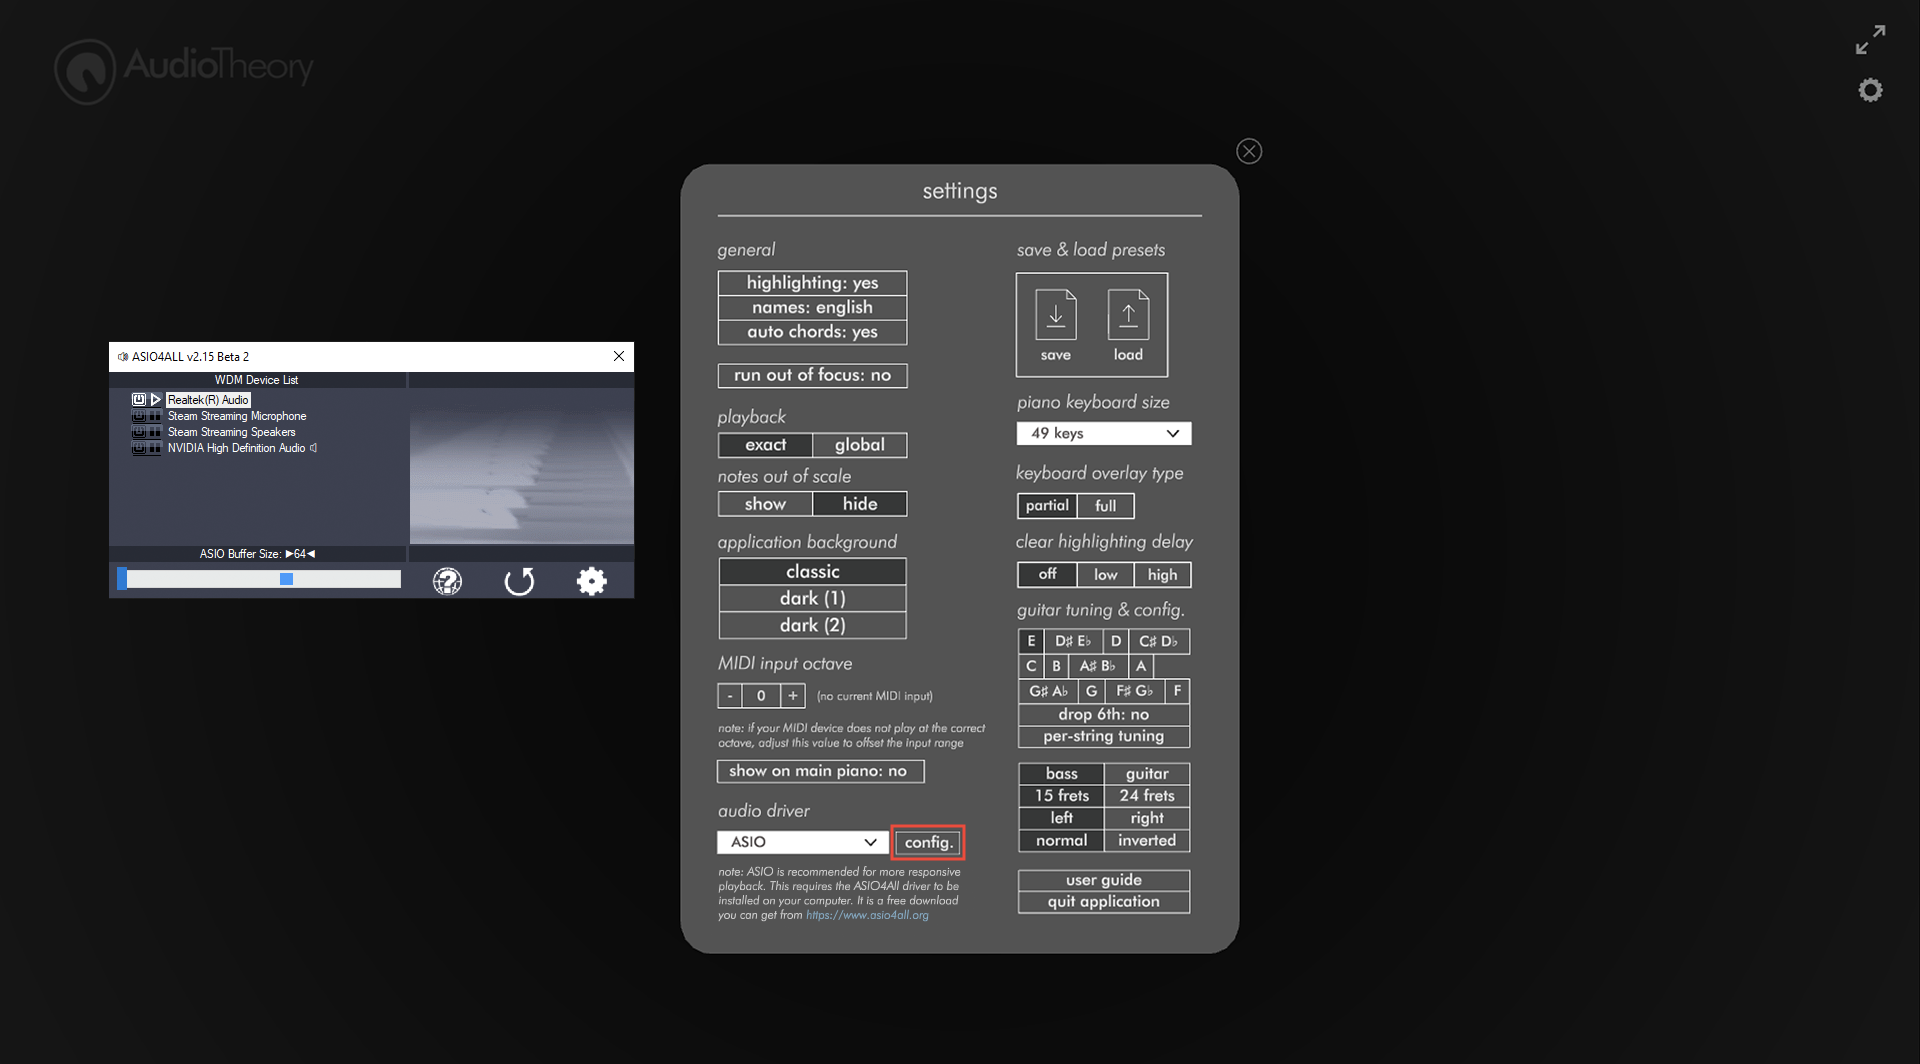 AudioTheory
ASIO4ALL v2.15 Beta 2
WDM Device List
Realtek(R) Audio
Steam Streaming Microphone
Steam Streaming Speakers
NVIDIA High Definition Audio
ASIO Buffer Size: ▶64◀
settings
general
highlighting: yes
names: english
auto chords: yes
run out of focus: no
playback
exact global
notes out of scale
show hide
application background
classic
dark (1)
dark (2)
MIDI input octave
- 0 + (no current MIDI input)
note: if your MIDI device does not play at the correct
octave, adjust this value to offset the input range
show on main piano: no
audio driver
ASIO config.
note: ASIO is recommended for more responsive
playback. This requires the ASIO4All driver to be
installed on your computer. It is a free download
you can get from https://www.asio4all.org
save & load presets
save load
piano keyboard size
49 keys
keyboard overlay type
partial full
clear highlighting delay
off low high
guitar tuning & config.
E D♯ E♭ D C♯ D♭
C B A♯ B♭ A
G♯ A♭ G F♯ G♭ F
drop 6th: no
per-string tuning
bass guitar
15 frets 24 frets
left right
normal inverted
user guide
quit application